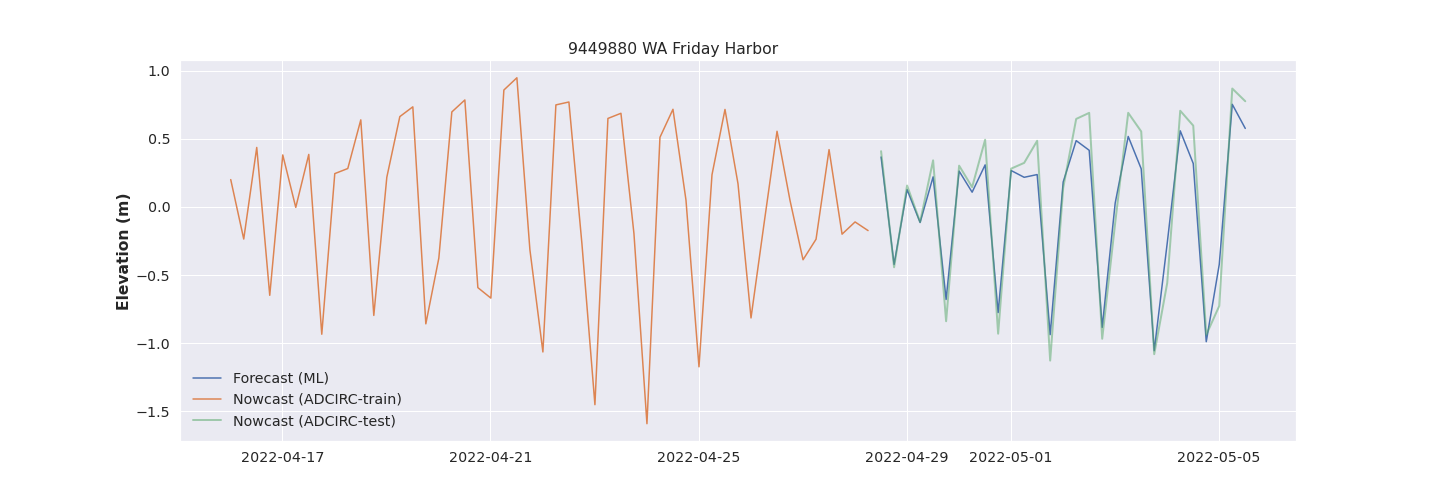 9449880 WA Friday Harbor
Elevation (m)
1.0
0.5
0.0
−0.5
−1.0
−1.5
Forecast (ML)
Nowcast (ADCIRC-train)
Nowcast (ADCIRC-test)
2022-04-17 2022-04-21 2022-04-25 2022-04-29 2022-05-01 2022-05-05